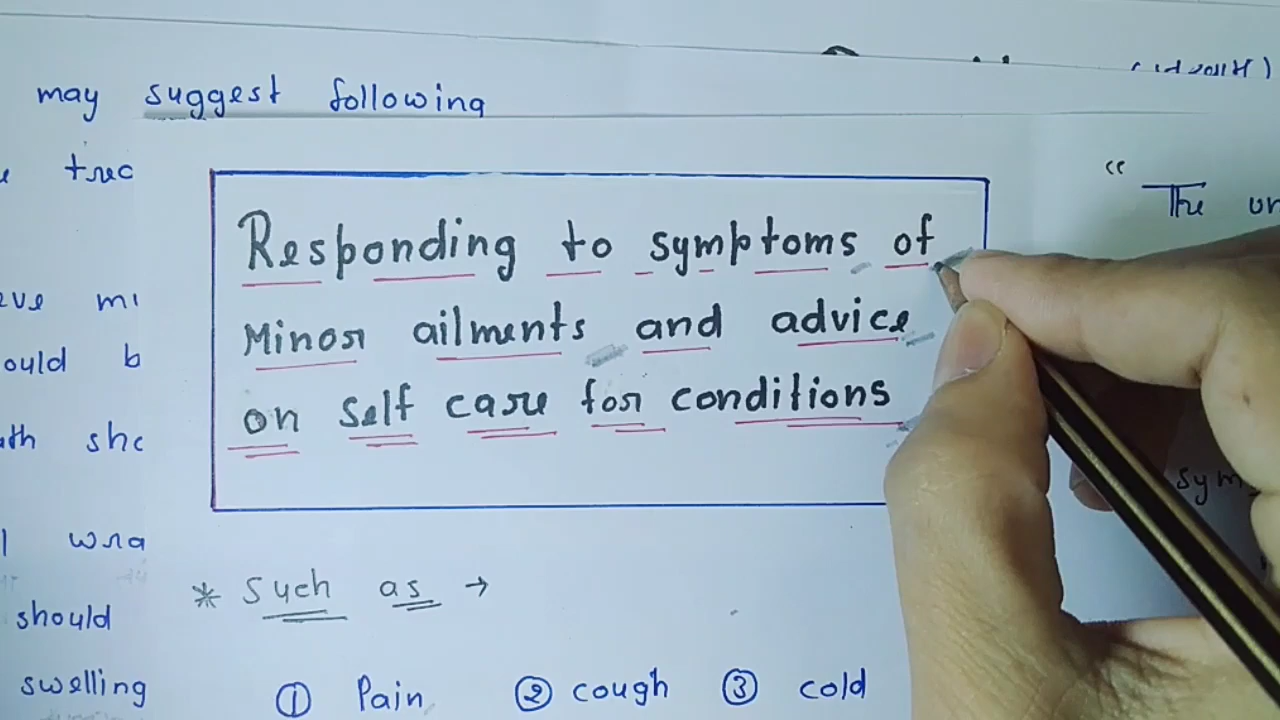 may suggest following
Responding to symptoms of
Minor ailments and advice
on self care for conditions
* Such as →
① Pain ② cough ③ cold
should
swelling
“ The